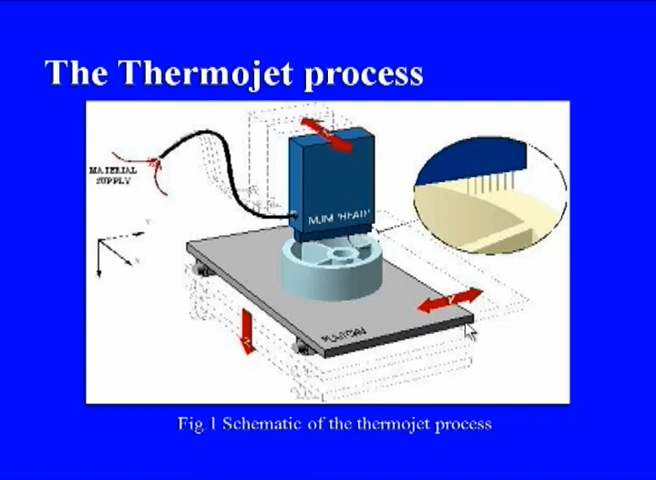 The Thermojet process
MATERIAL
SUPPLY
MJM 'HEAD'
Y
X
Y
Z
PLATFORM
Fig 1 Schematic of the thermojet process